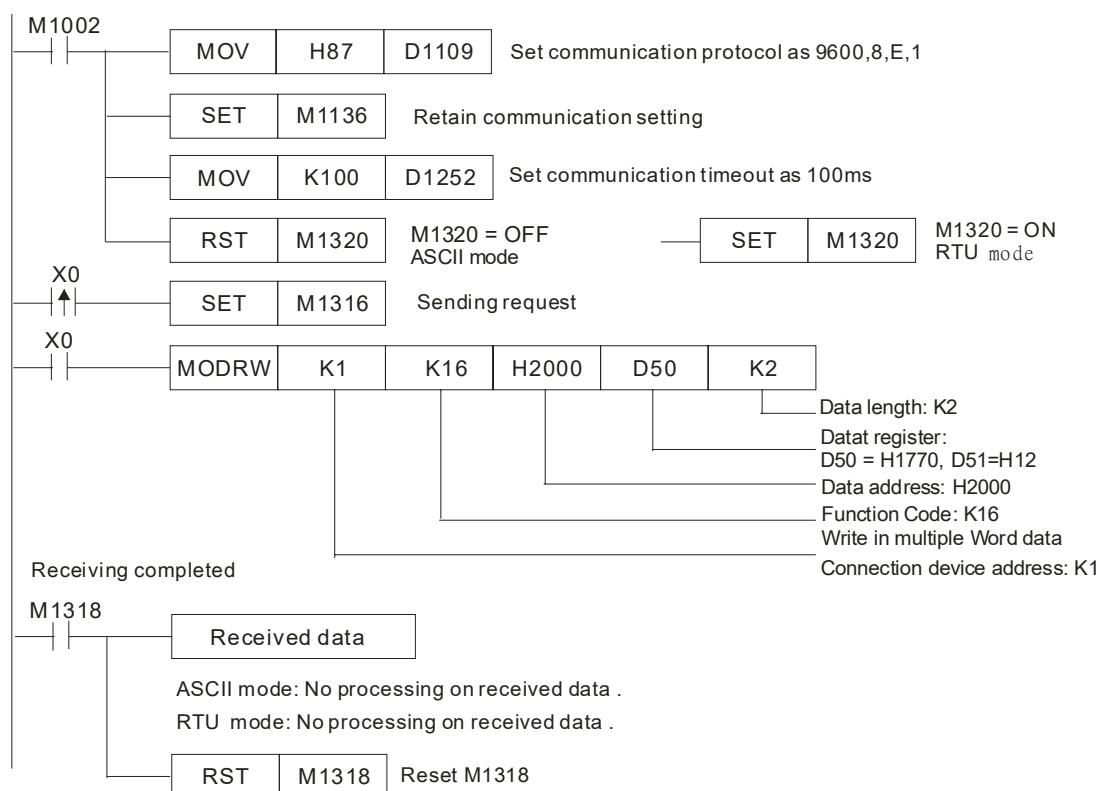 M1002
MOV H87 D1109 Set communication protocol as 9600,8,E,1
SET M1136 Retain communication setting
MOV K100 D1252 Set communication timeout as 100ms
RST M1320 M1320 = OFF
ASCII mode
SET M1320 M1320 = ON
RTU mode
X0
SET M1316 Sending request
X0
MODRW K1 K16 H2000 D50 K2
Data length: K2
Datat register:
D50 = H1770, D51=H12
Data address: H2000
Function Code: K16
Write in multiple Word data
Connection device address: K1
Receiving completed
M1318
Received data
ASCII mode: No processing on received data .
RTU mode: No processing on received data .
RST M1318 Reset M1318